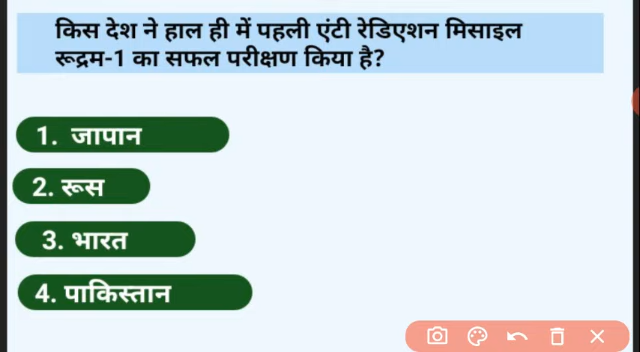 किस देश ने हाल ही में पहली एंटी रेडिएशन मिसाइल
रूद्रम-1 का सफल परीक्षण किया है?
1. जापान
2. रूस
3. भारत
4. पाकिस्तान